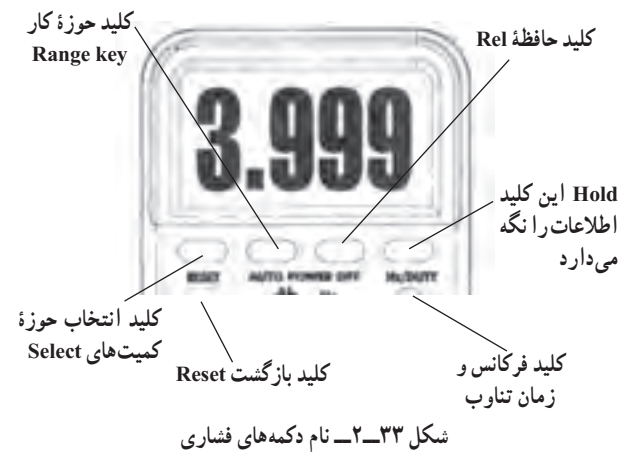 کلید حوزهٔ کار
Range key
کلید حافظهٔ Rel
3.999
Hold این کلید
اطلاعات را نگه
می‌دارد
RESET
AUTO POWER OFF
Hz/DUTY
کلید انتخاب حوزهٔ
کمیت‌های Select
کلید بازگشت Reset
کلید فرکانس و
زمان تناوب
شکل ۳۳ــ۲ــ نام دکمه‌های فشاری